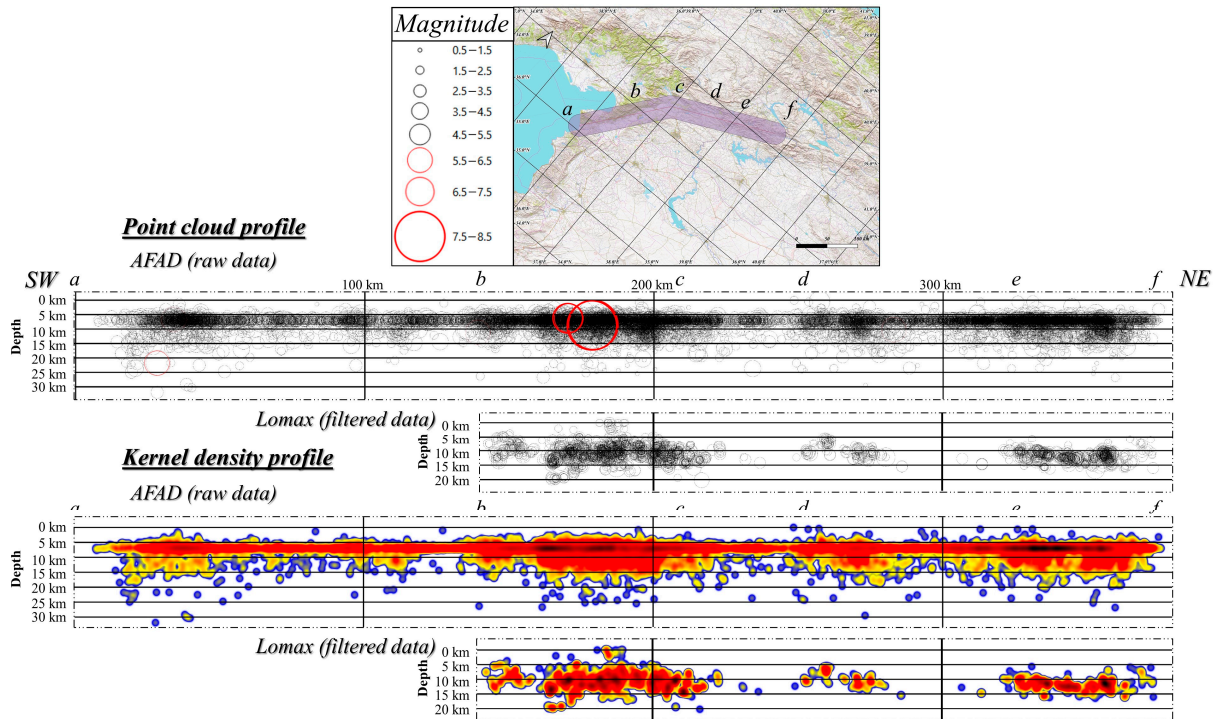 Magnitude
0.5–1.5
1.5–2.5
2.5–3.5
3.5–4.5
4.5–5.5
5.5–6.5
6.5–7.5
7.5–8.5
a b c d e f
Point cloud profile
AFAD (raw data)
SW a b c d e f NE
100 km 200 km 300 km
Depth
0 km
5 km
10 km
15 km
20 km
25 km
30 km
Lomax (filtered data)
Depth
0 km
5 km
10 km
15 km
20 km
Kernel density profile
AFAD (raw data)
a b c d e f
Depth
0 km
5 km
10 km
15 km
20 km
25 km
30 km
Lomax (filtered data)
Depth
0 km
5 km
10 km
15 km
20 km